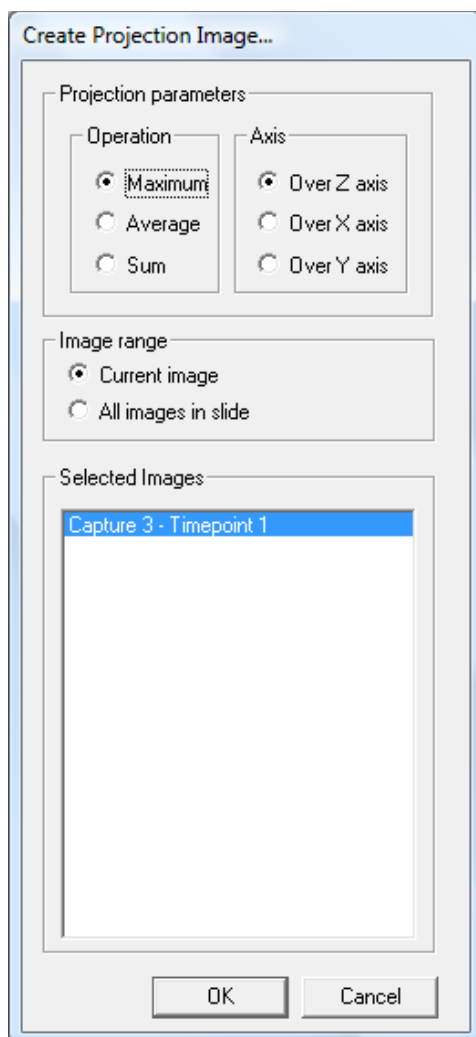 Create Projection Image...
Projection parameters
Operation
Maximum
Average
Sum
Axis
Over Z axis
Over X axis
Over Y axis
Image range
Current image
All images in slide
Selected Images
Capture 3 - Timepoint 1
OK
Cancel